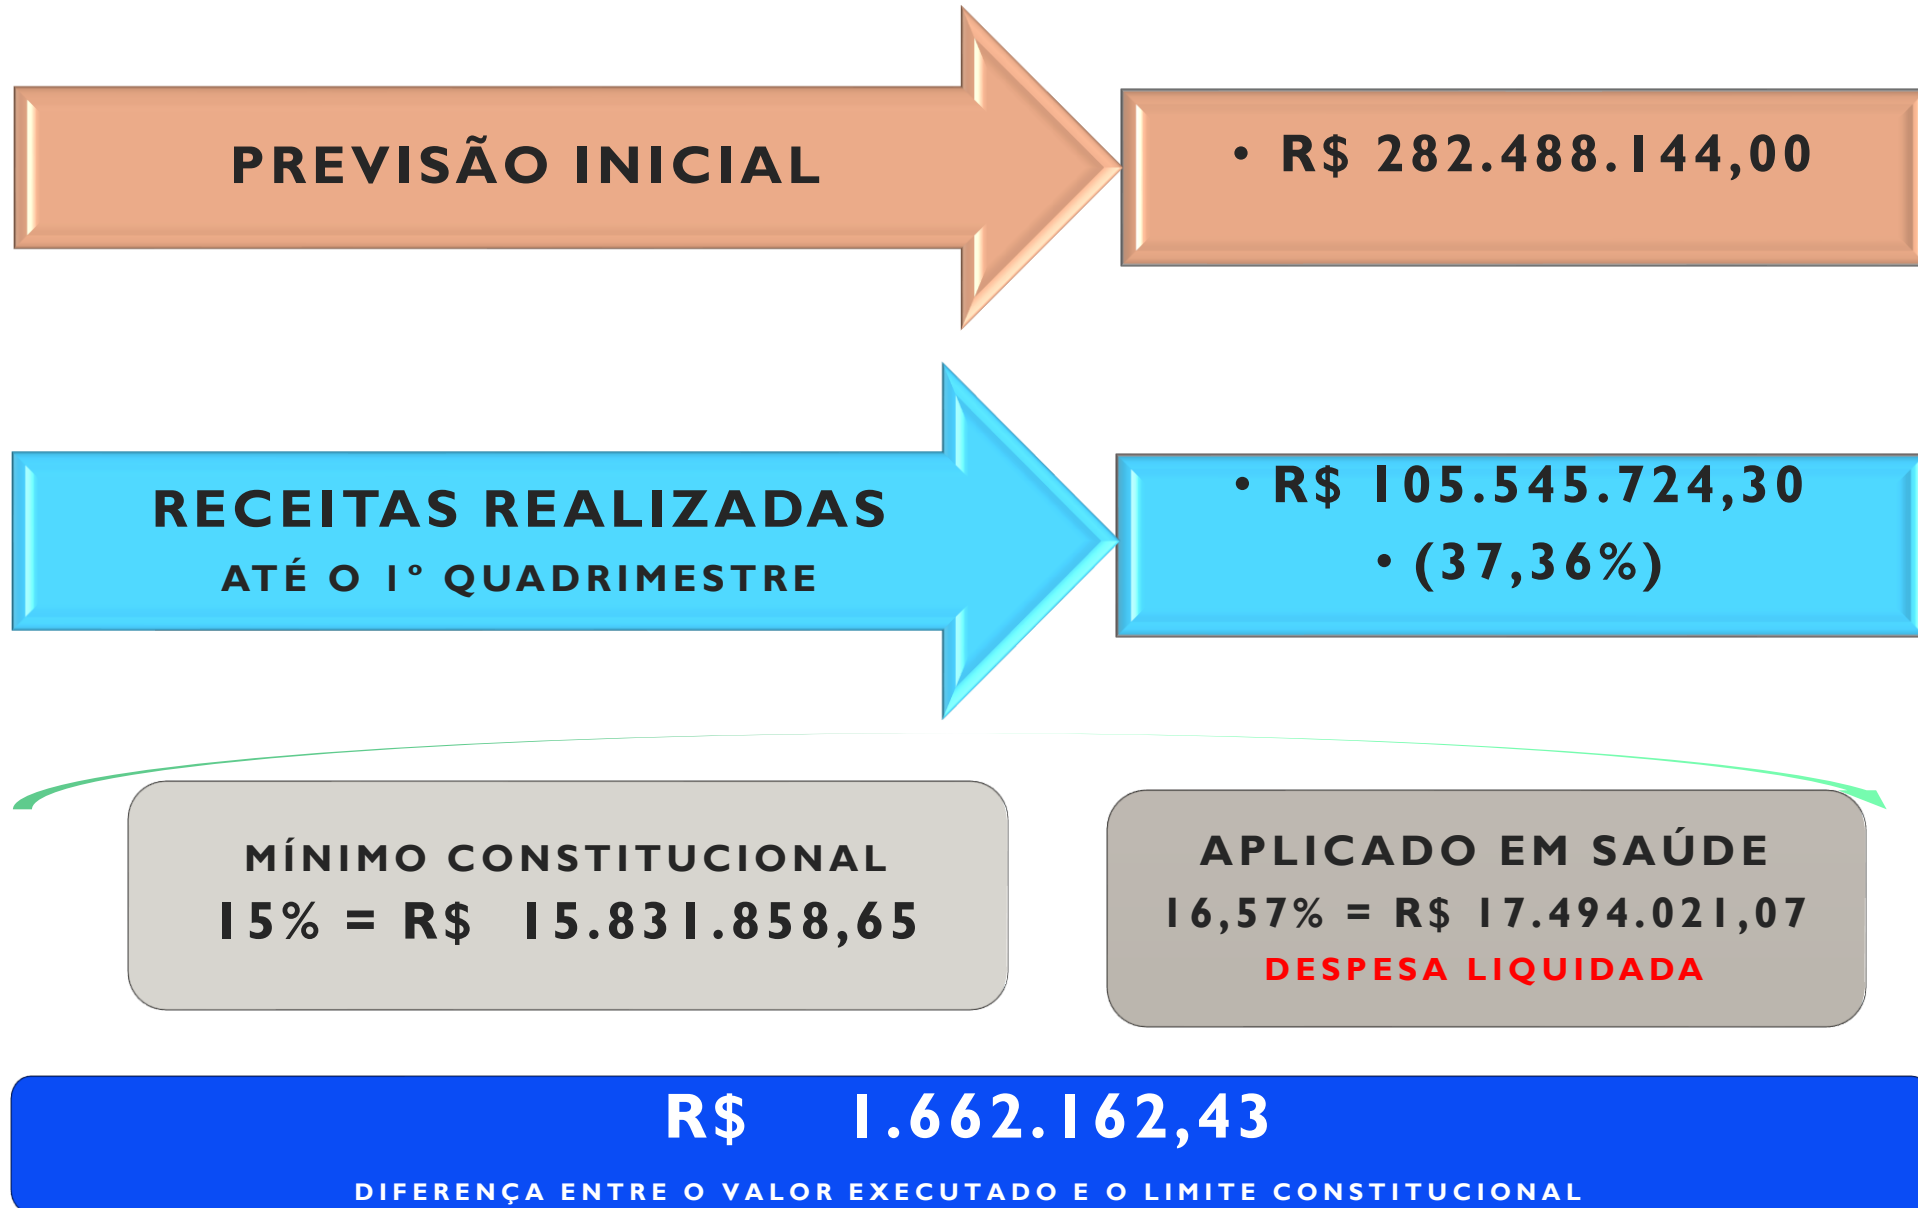 PREVISÃO INICIAL
• R$ 282.488.144,00
RECEITAS REALIZADAS
ATÉ O 1º QUADRIMESTRE
• R$ 105.545.724,30
• (37,36%)
MÍNIMO CONSTITUCIONAL
15% = R$ 15.831.858,65
APLICADO EM SAÚDE
16,57% = R$ 17.494.021,07
DESPESA LIQUIDADA
R$ 1.662.162,43
DIFERENÇA ENTRE O VALOR EXECUTADO E O LIMITE CONSTITUCIONAL